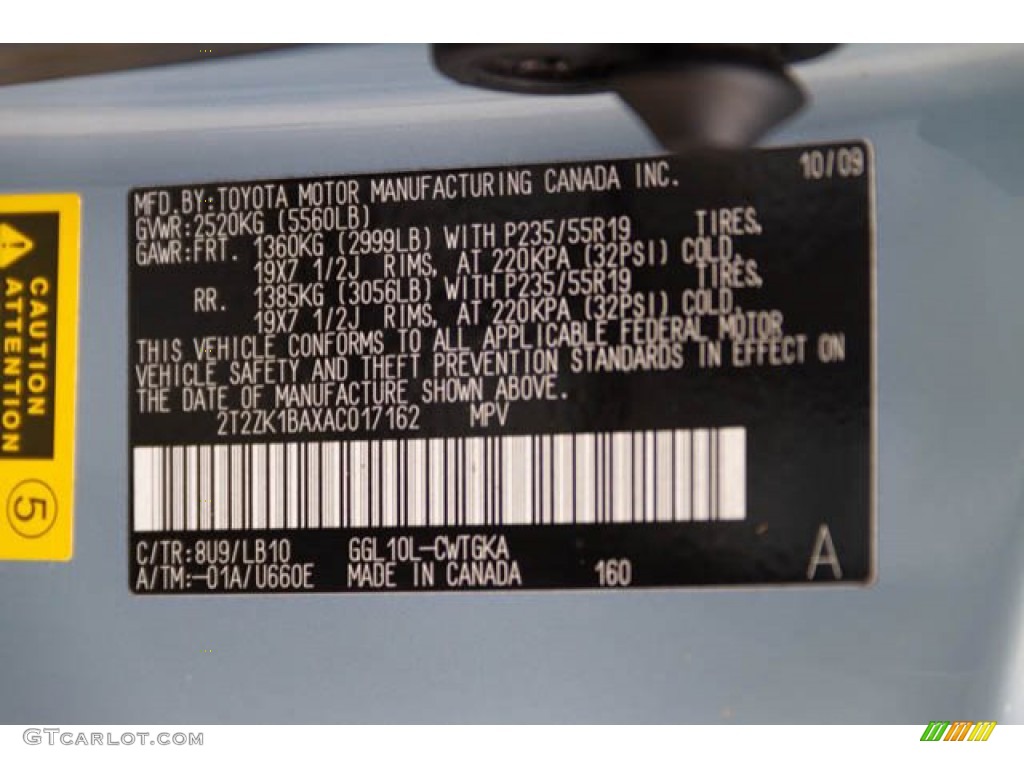 MFD.BY:TOYOTA MOTOR MANUFACTURING CANADA INC. 10/09
GVWR:2520KG (5560LB)
GAWR:FRT. 1360KG (2999LB) WITH P235/55R19 TIRES,
19X7 1/2J RIMS, AT 220KPA (32PSI) COLD,
RR. 1385KG (3056LB) WITH P235/55R19 TIRES,
19X7 1/2J RIMS, AT 220KPA (32PSI) COLD,
THIS VEHICLE CONFORMS TO ALL APPLICABLE FEDERAL MOTOR
VEHICLE SAFETY AND THEFT PREVENTION STANDARDS IN EFFECT ON
THE DATE OF MANUFACTURE SHOWN ABOVE.
2T2ZK1BAXAC017162 MPV
C/TR:8U9/LB10 GGL10L-CWTGKA
A/TM:-01A/U660E MADE IN CANADA 160 A
CAUTION
ATTENTION
5
GTCARLOT.COM